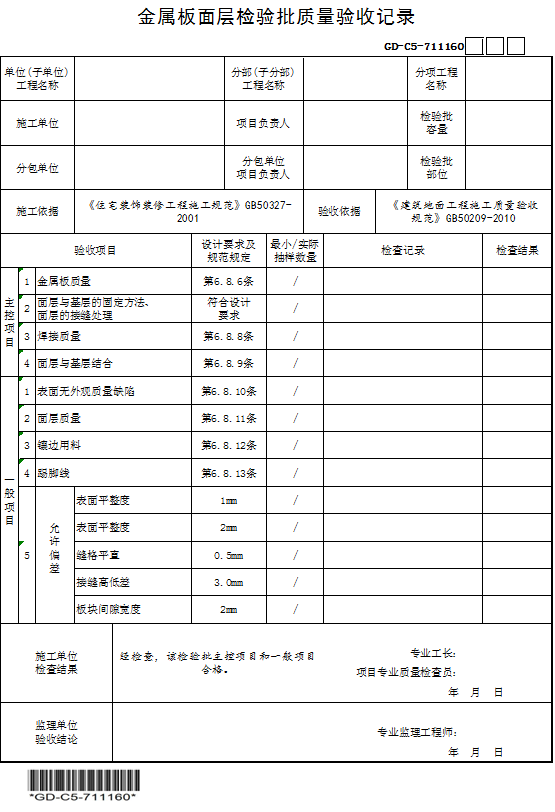 金属板面层检验批质量验收记录
GD-C5-711160
单位(子单位)
工程名称
分部(子分部)
工程名称
分项工程
名称
施工单位
项目负责人
检验批
容量
分包单位
分包单位
项目负责人
检验批
部位
施工依据
《住宅装饰装修工程施工规范》GB50327-
2001
验收依据
《建筑地面工程施工质量验收
规范》GB50209-2010
验收项目
设计要求及
规范规定
最小/实际
抽样数量
检查记录
检查结果
主控项目
1 金属板质量 第6.8.6条 /
2 面层与基层的固定方法、
面层的接缝处理
符合设计
要求
/
3 焊接质量 第6.8.8条 /
4 面层与基层结合 第6.8.9条 /
一般项目
1 表面无外观质量缺陷 第6.8.10条 /
2 面层质量 第6.8.11条 /
3 镶边用料 第6.8.12条 /
4 踢脚线 第6.8.13条 /
5 允许偏差
表面平整度 1mm /
表面平整度 2mm /
缝格平直 0.5mm /
接缝高低差 3.0mm /
板块间隙宽度 2mm /
施工单位
检查结果
经检查，该检验批主控项目和一般项目
合格。
专业工长：
项目专业质量检查员：
年 月 日
监理单位
验收结论
专业监理工程师：
年 月 日
*GD-C5-711160*